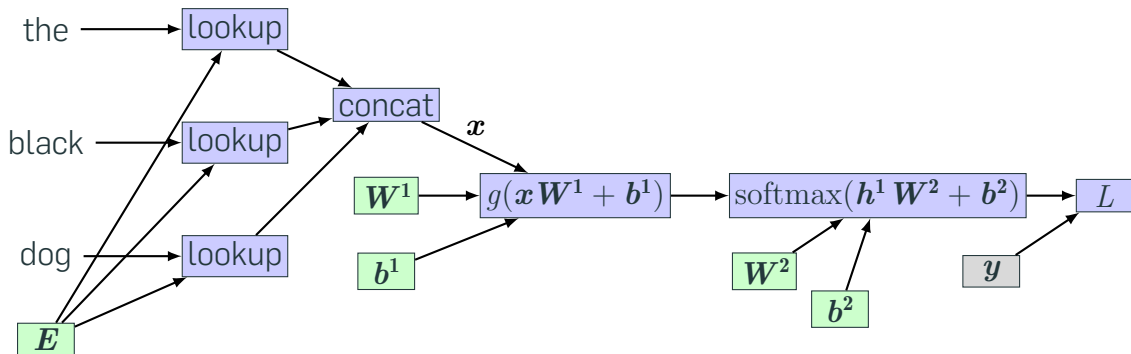 the
lookup
concat
black
lookup
x
W¹
g(xW¹ + b¹)
softmax(h¹W² + b²)
L
dog
lookup
b¹
W²
y
b²
E